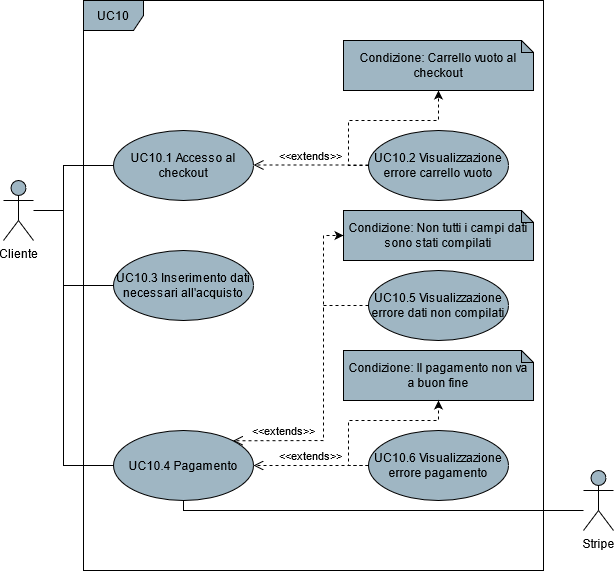 UC10
Condizione: Carrello vuoto al
checkout
UC10.1 Accesso al
checkout
<<extends>>
UC10.2 Visualizzazione
errore carrello vuoto
Cliente
Condizione: Non tutti i campi dati
sono stati compilati
UC10.3 Inserimento dati
necessari all'acquisto
UC10.5 Visualizzazione
errore dati non compilati
Condizione: Il pagamento non va
a buon fine
<<extends>>
UC10.4 Pagamento
<<extends>>
UC10.6 Visualizzazione
errore pagamento
Stripe